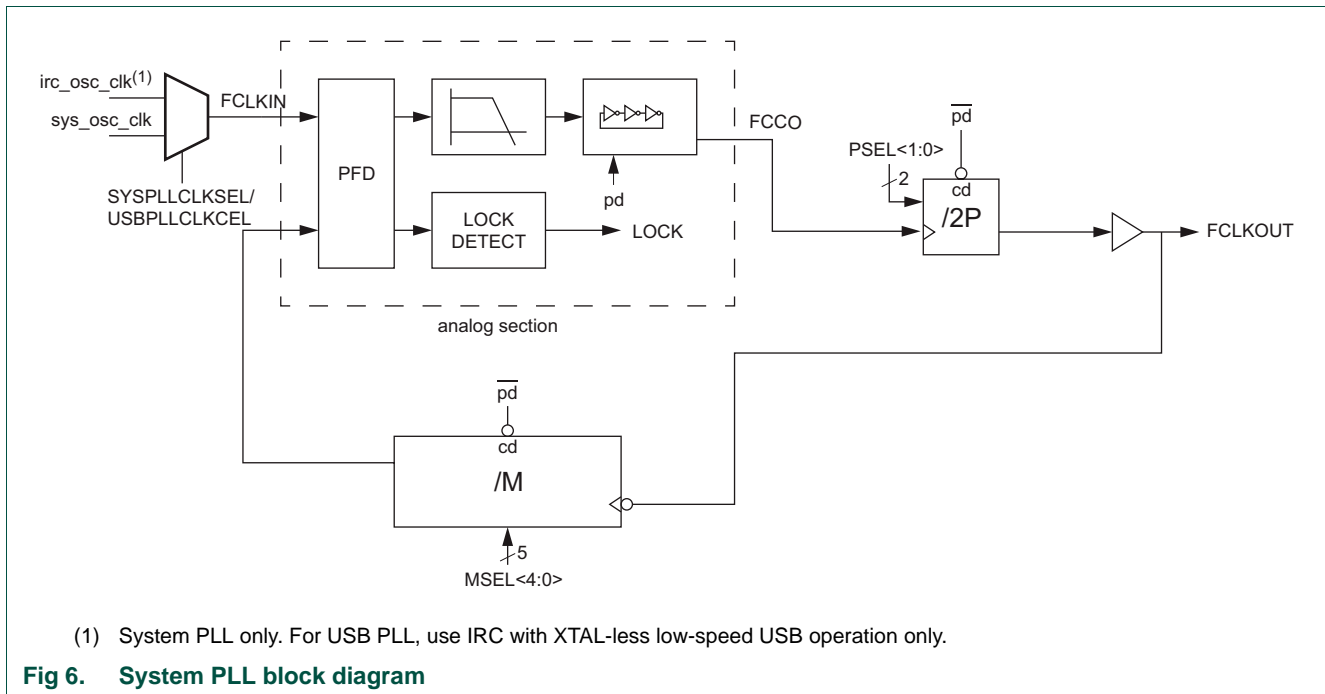 irc_osc_clk(1)
sys_osc_clk
FCLKIN
SYSPLLCLKSEL/
USBPLLCLKCEL
PFD
LOCK
DETECT
LOCK
pd
analog section
FCCO
pd
PSEL<1:0>
2
cd
/2P
FCLKOUT
pd
cd
/M
5
MSEL<4:0>
(1) System PLL only. For USB PLL, use IRC with XTAL-less low-speed USB operation only.
Fig 6. System PLL block diagram